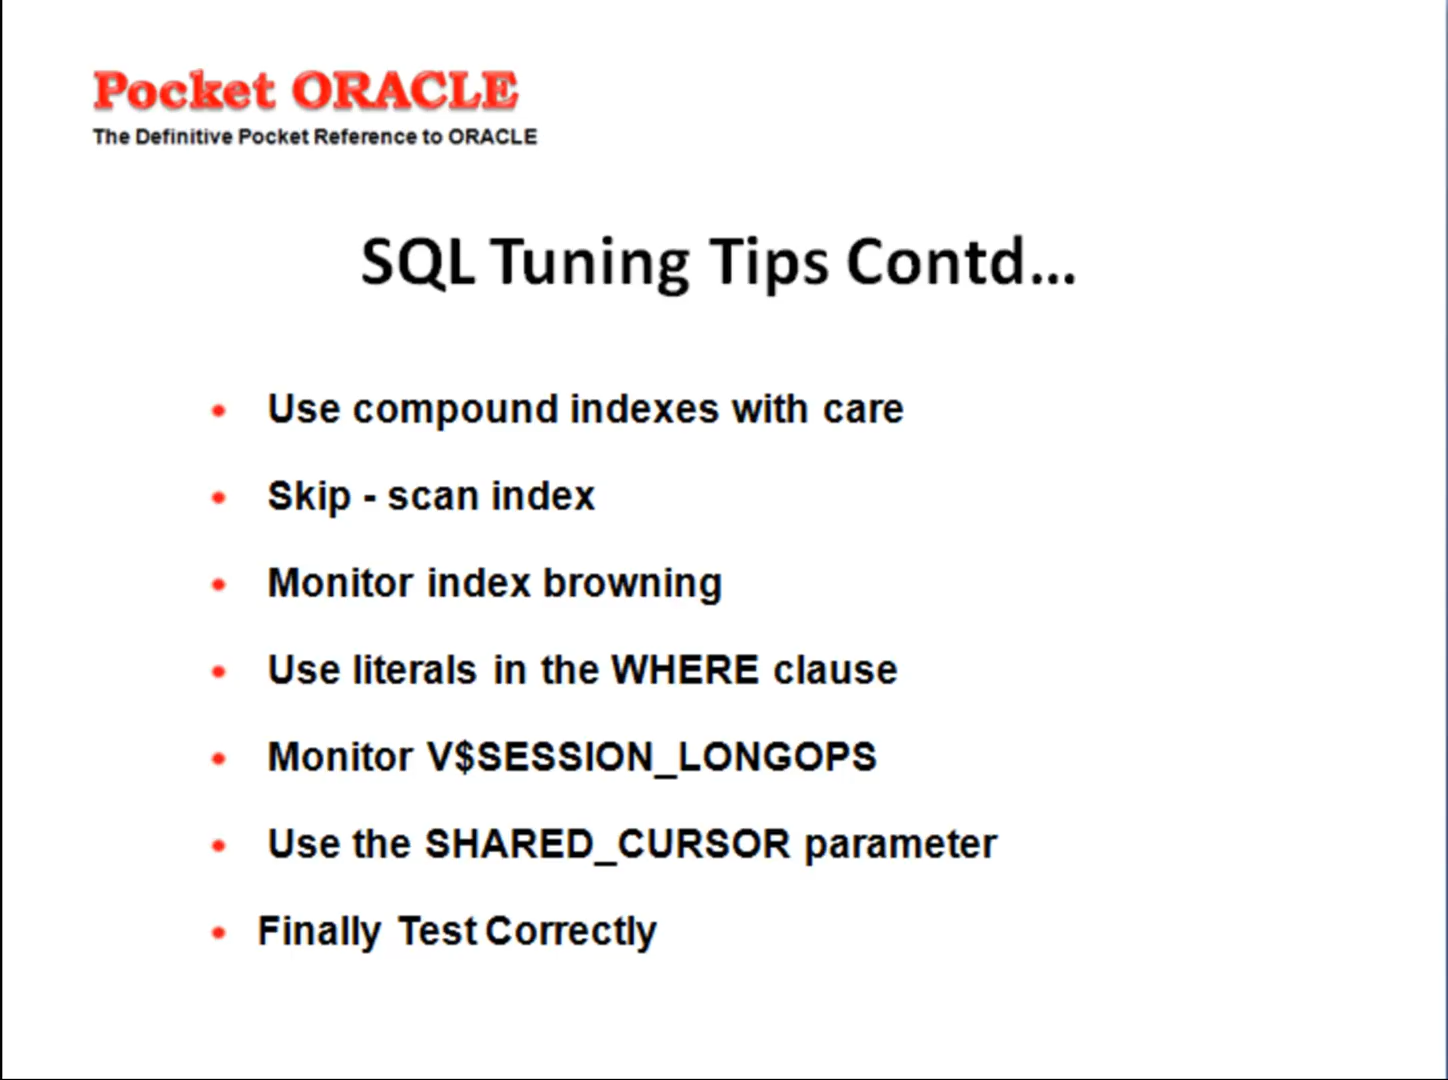 Pocket ORACLE
The Definitive Pocket Reference to ORACLE
SQL Tuning Tips Contd...
• Use compound indexes with care
• Skip - scan index
• Monitor index browning
• Use literals in the WHERE clause
• Monitor V$SESSION_LONGOPS
• Use the SHARED_CURSOR parameter
• Finally Test Correctly